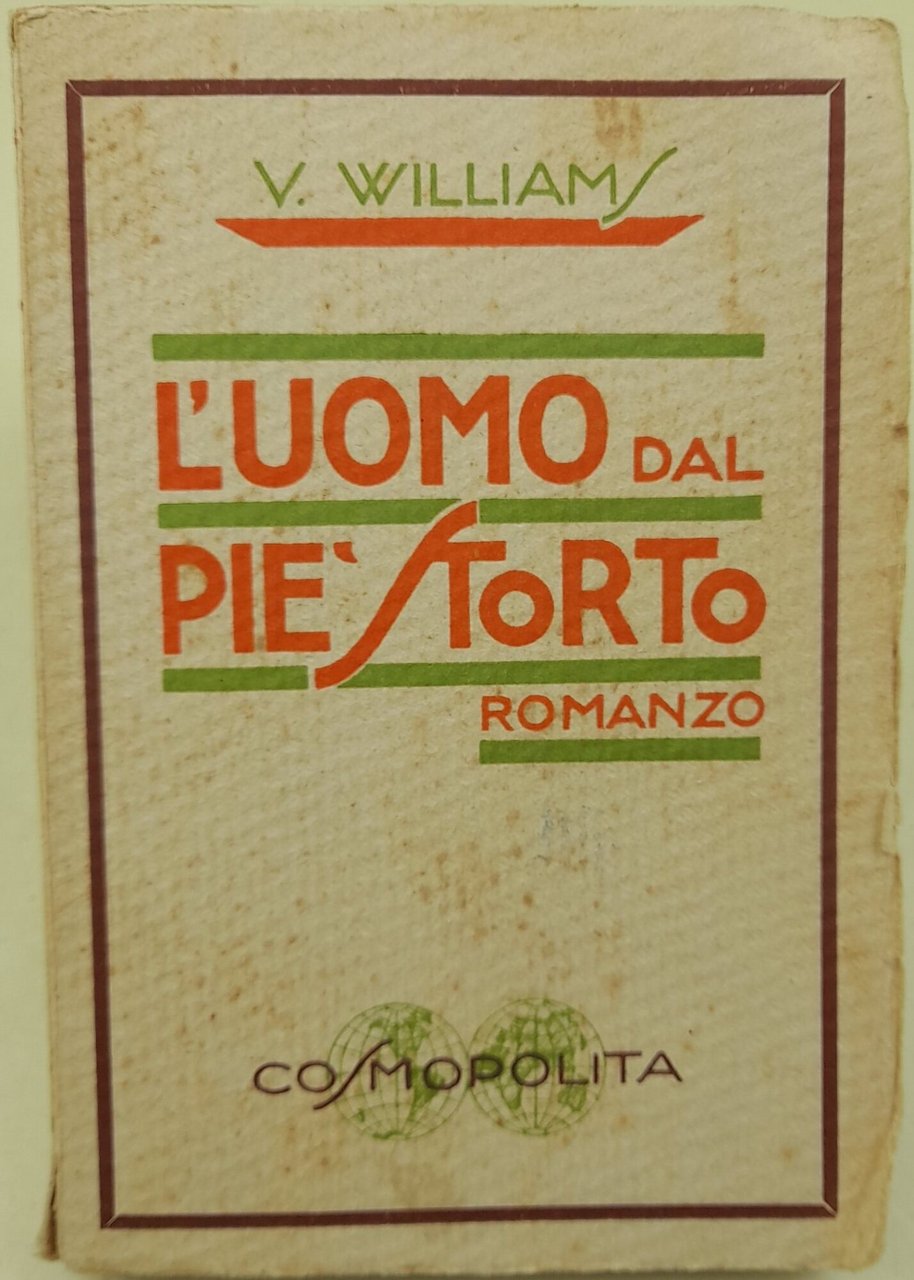 V. WILLIAMS
L'UOMO DAL
PIE' STORTO
ROMANZO
COSMOPOLITA